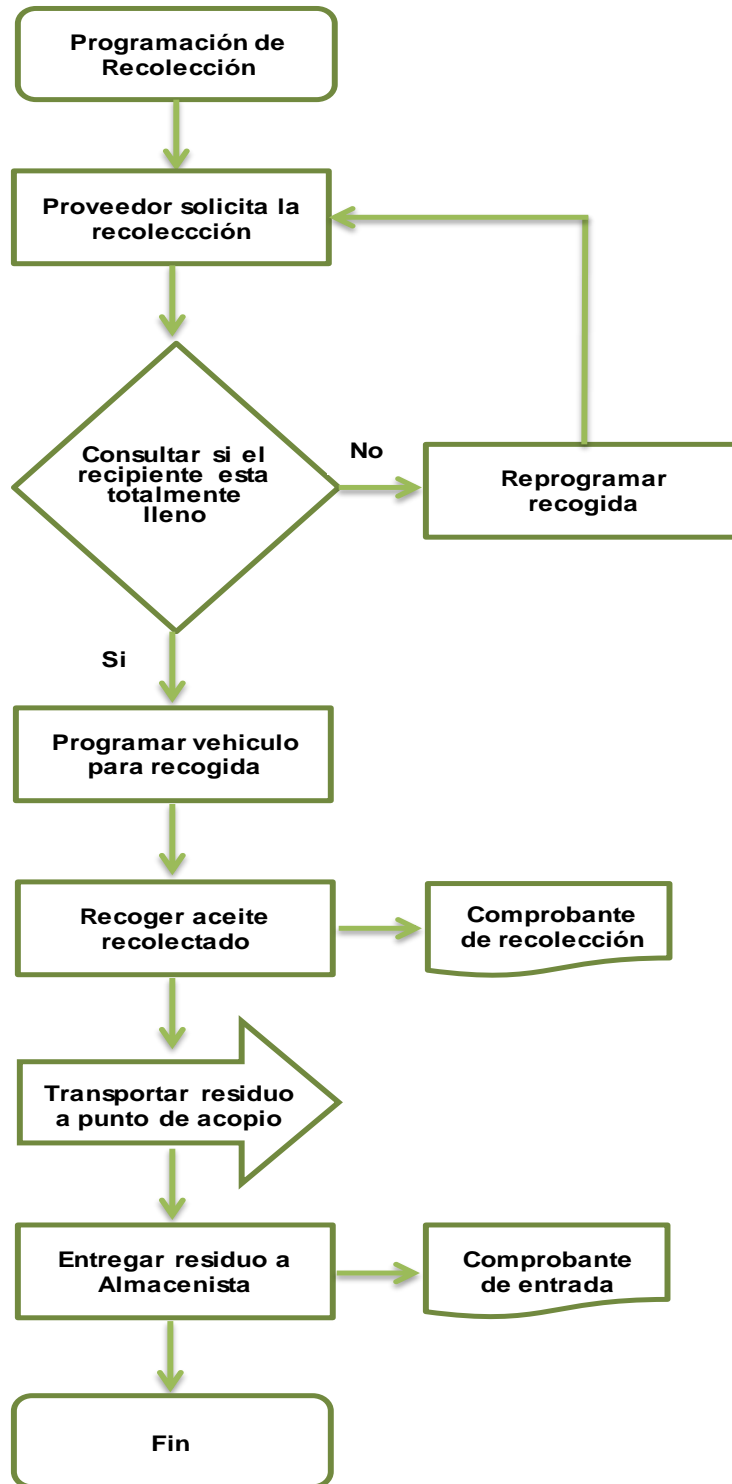 Programación de
Recolección
Proveedor solicita la
recoleccción
Consultar si el
recipiente esta
totalmente
lleno
No
Reprogramar
recogida
Si
Programar vehiculo
para recogida
Recoger aceite
recolectado
Comprobante
de recolección
Transportar residuo
a punto de acopio
Entregar residuo a
Almacenista
Comprobante
de entrada
Fin